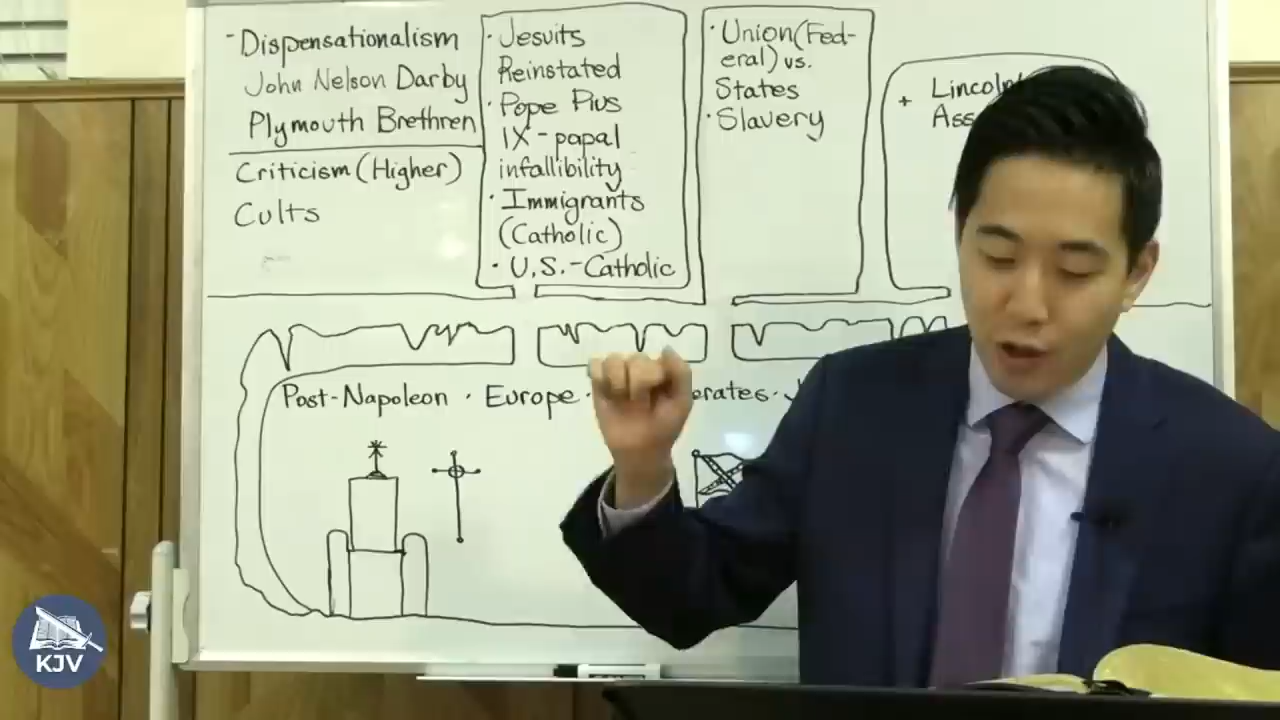 - Dispensationalism
John Nelson Darby
Plymouth Brethren
Criticism (Higher)
Cults
· Jesuits
Reinstated
· Pope Pius
IX - papal
infallibility
· Immigrants
(Catholic)
· U.S.-Catholic
· Union(Fed-
eral) vs.
States
· Slavery
+ Lincoln
Post-Napoleon · Europe ·
KJV